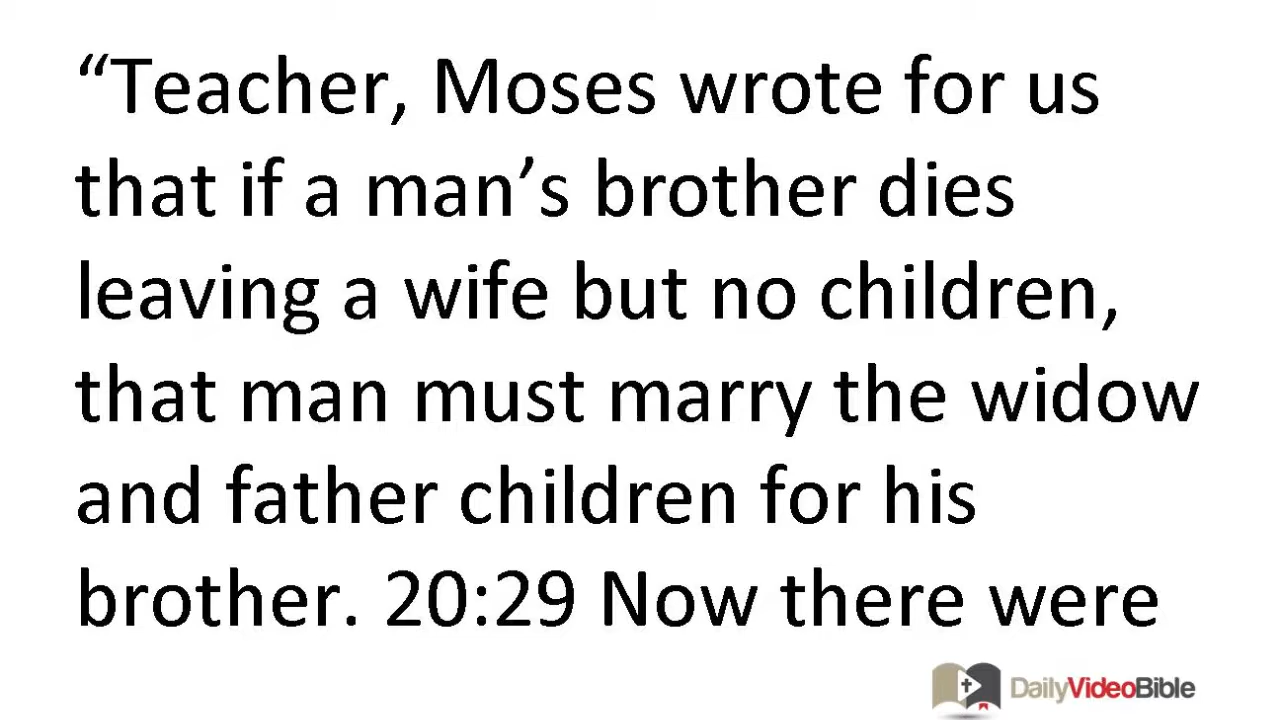 “Teacher, Moses wrote for us
that if a man’s brother dies
leaving a wife but no children,
that man must marry the widow
and father children for his
brother. 20:29 Now there were
DailyVideoBible